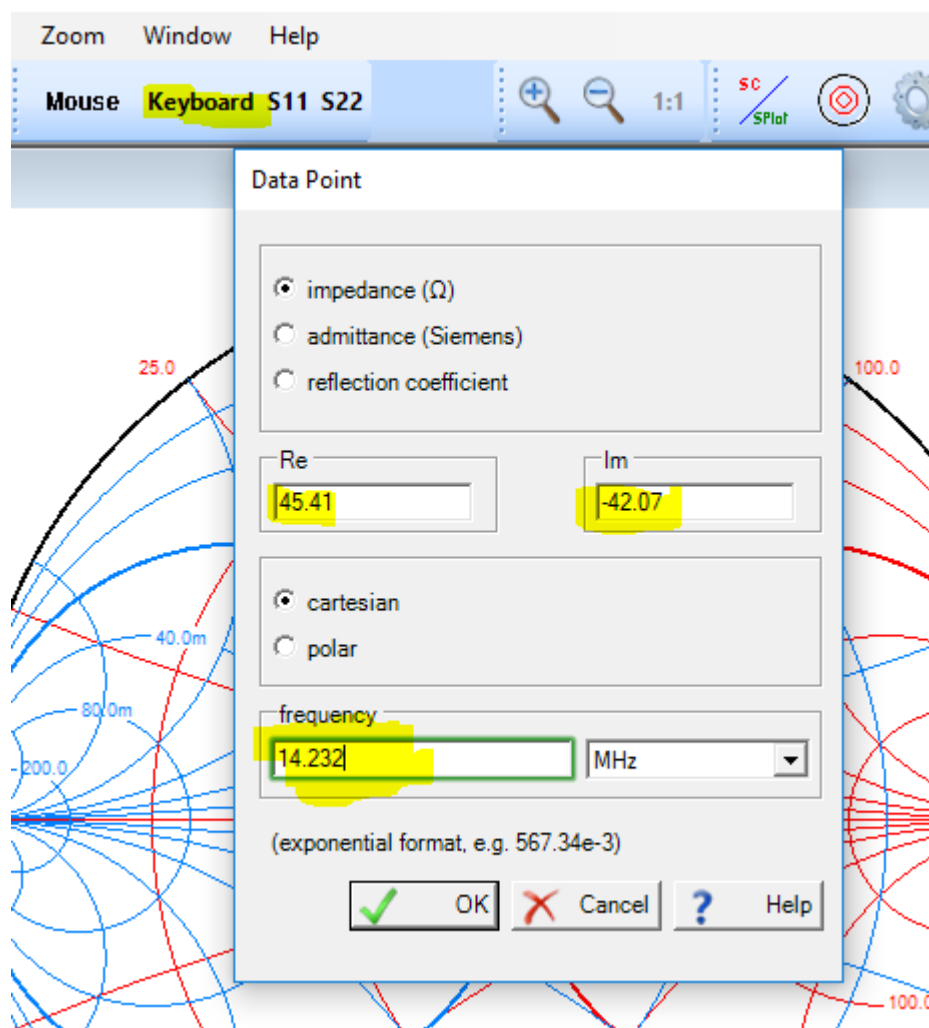 Zoom Window Help
Mouse Keyboard S11 S22 1:1 SC SPlot
Data Point
impedance (Ω)
admittance (Siemens)
reflection coefficient
25.0
100.0
Re Im
45.41 -42.07
cartesian
polar
40.0m
80.0m
frequency
14.232 MHz
200.0
(exponential format, e.g. 567.34e-3)
OK Cancel ? Help
100.0